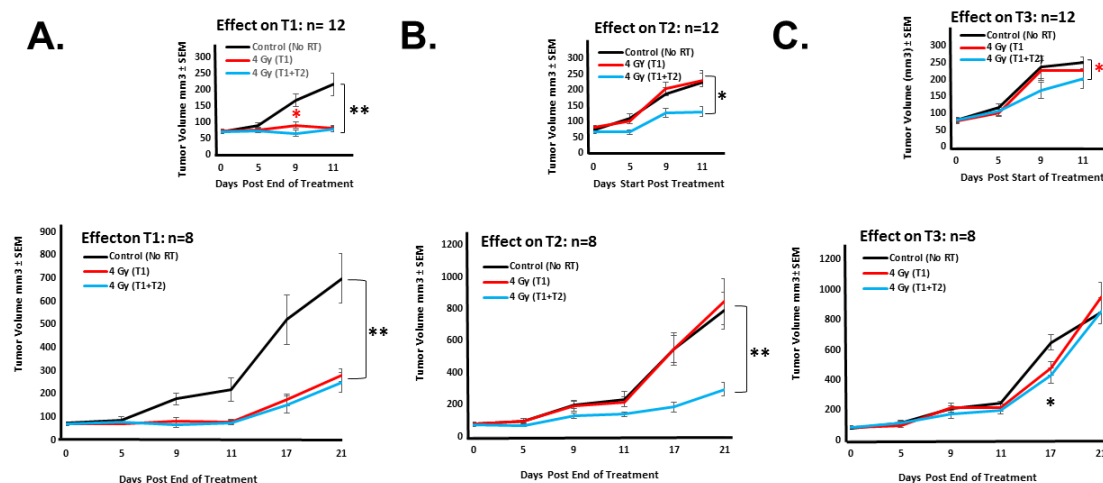 A.
Effect on T1: n= 12
Control (No RT)
4 Gy (T1)
4 Gy (T1+T2)
Tumor Volume mm3 ± SEM
300
250
200
150
100
50
0
*
**
0 5 9 11
Days Post End of Treatment
B.
Effect on T2: n=12
Control (No RT)
4 Gy (T1)
4 Gy (T1+T2)
Tumor Volume mm3 ± SEM
300
250
200
150
100
50
0
*
0 5 9 11
Days Start Post Treatment
C.
Effect on T3: n=12
Control (No RT)
4 Gy (T1)
4 Gy (T1+T2)
Tumor Volume (mm3) ± SEM
300
250
200
150
100
50
0
*
0 5 9 11
Days Post Start of Treatment
Effecton T1: n=8
Control (No RT)
4 Gy (T1)
4 Gy (T1+T2)
Tumor Volume mm3 ± SEM
900
800
700
600
500
400
300
200
100
0
**
0 5 9 11 17 21
Days Post End of Treatment
Effect on T2: n=8
Control (No RT)
4 Gy (T1)
4 Gy (T1+T2)
Tumor Volume mm3 ± SEM
1200
1000
800
600
400
200
0
**
0 5 9 11 17 21
Days Post End of Treatment
Effect on T3: n=8
Control (No RT)
4 Gy (T1)
4 Gy (T1+T2)
Tumor Volume mm3 ± SEM
1200
1000
800
600
400
200
0
*
0 5 9 11 17 21
Days Post End of Treatment